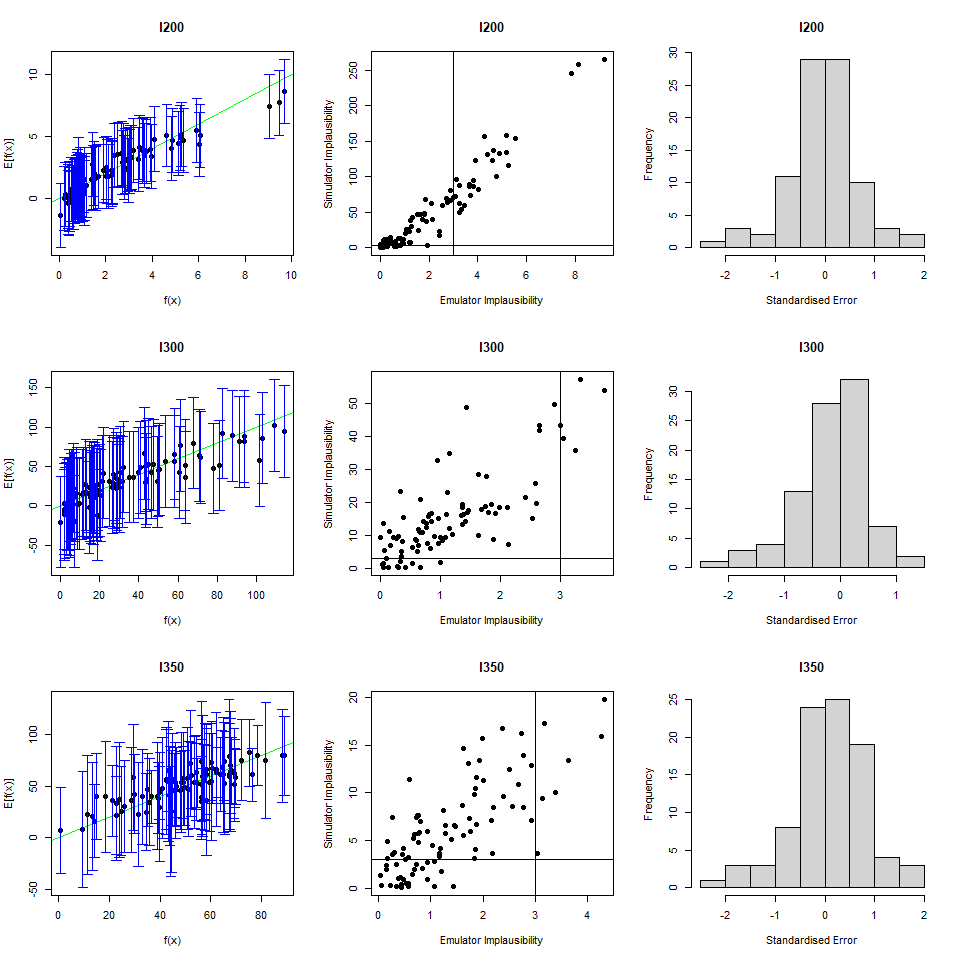 I200
E[f(x)]
0 5 10
0 2 4 6 8 10
f(x)
I200
Simulator Implausibility
0 50 100 150 200 250
0 2 4 6 8
Emulator Implausibility
I200
Frequency
0 5 10 15 20 25 30
-2 -1 0 1 2
Standardised Error
I300
E[f(x)]
-50 0 50 100 150
0 20 40 60 80 100
f(x)
I300
Simulator Implausibility
0 10 20 30 40 50
0 1 2 3
Emulator Implausibility
I300
Frequency
0 5 10 15 20 25 30
-2 -1 0 1
Standardised Error
I350
E[f(x)]
-50 0 50 100
0 20 40 60 80
f(x)
I350
Simulator Implausibility
0 5 10 15 20
0 1 2 3 4
Emulator Implausibility
I350
Frequency
0 5 10 15 20 25
-2 -1 0 1 2
Standardised Error